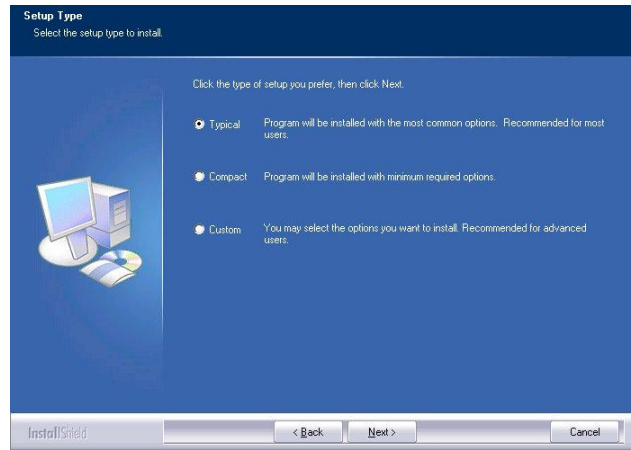 Setup Type
Select the setup type to install.
Click the type of setup you prefer, then click Next.
Typical
Program will be installed with the most common options. Recommended for most
users.
Compact
Program will be installed with minimum required options.
Custom
You may select the options you want to install. Recommended for advanced
users.
InstallShield
< Back
Next >
Cancel